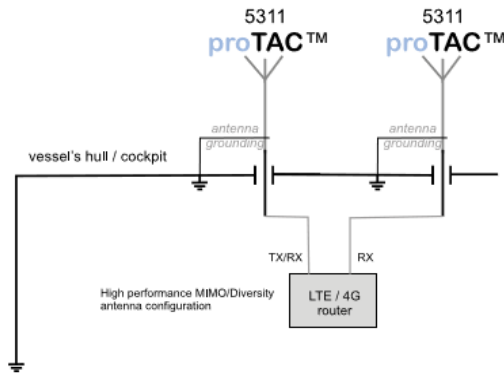 5311
proTAC™
5311
proTAC™
antenna
grounding
antenna
grounding
vessel's hull / cockpit
TX/RX
RX
High performance MIMO/Diversity
antenna configuration
LTE / 4G
router